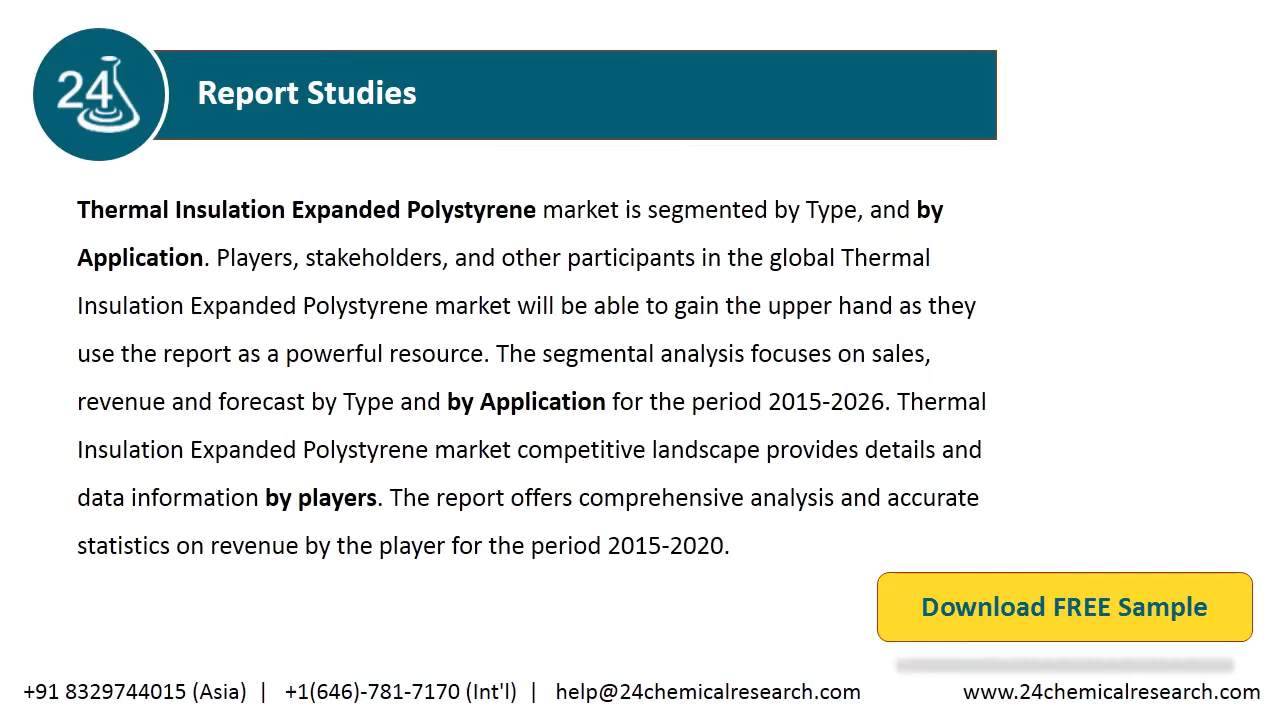 24
Report Studies
Thermal Insulation Expanded Polystyrene market is segmented by Type, and by
Application. Players, stakeholders, and other participants in the global Thermal
Insulation Expanded Polystyrene market will be able to gain the upper hand as they
use the report as a powerful resource. The segmental analysis focuses on sales,
revenue and forecast by Type and by Application for the period 2015-2026. Thermal
Insulation Expanded Polystyrene market competitive landscape provides details and
data information by players. The report offers comprehensive analysis and accurate
statistics on revenue by the player for the period 2015-2020.
Download FREE Sample
+91 8329744015 (Asia) | +1(646)-781-7170 (Int'l) | help@24chemicalresearch.com www.24chemicalresearch.com